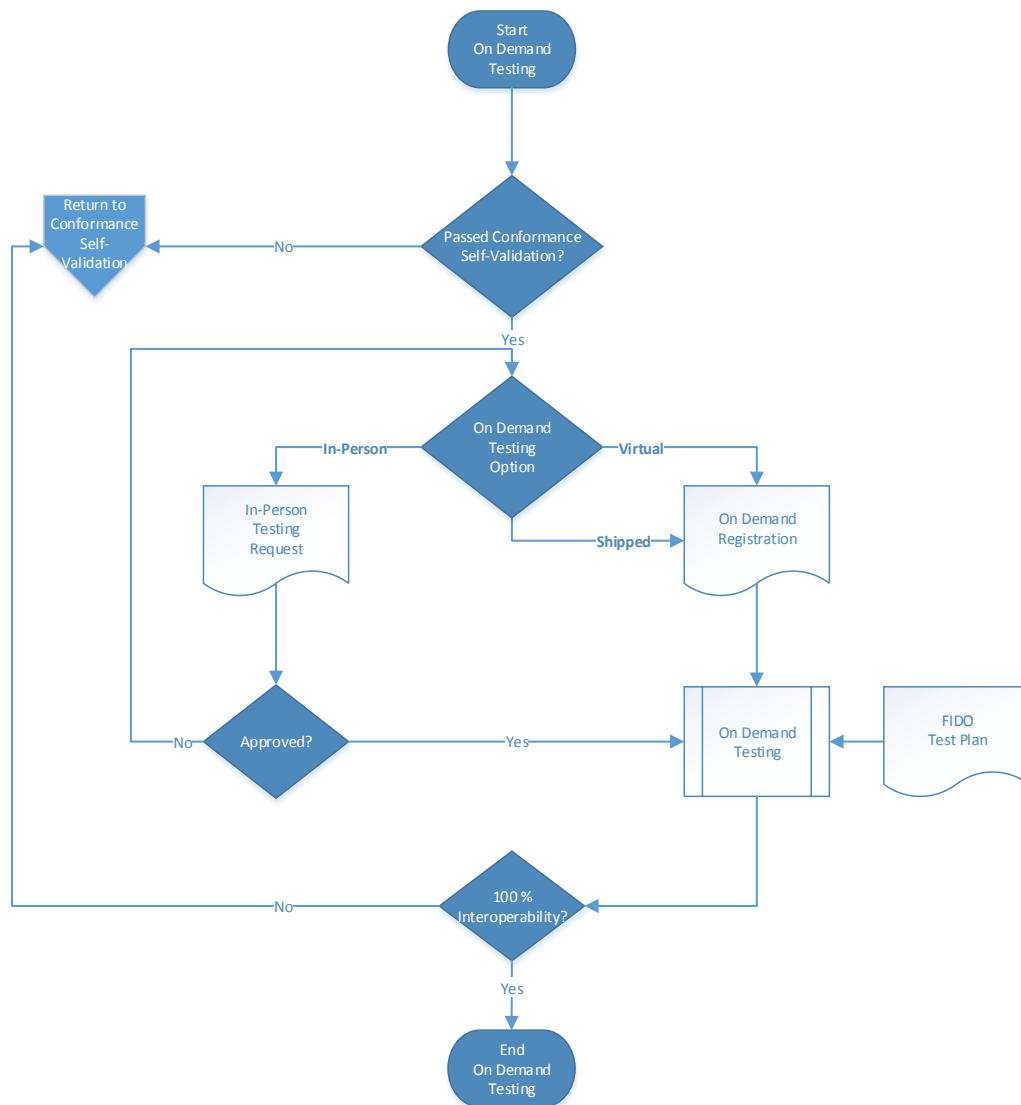 Start
On Demand
Testing
Return to
Conformance
Self-
Validation
No
Passed Conformance
Self-Validation?
Yes
On Demand
Testing
Option
In-Person
Virtual
Shipped
In-Person
Testing
Request
On Demand
Registration
No
Approved?
Yes
On Demand
Testing
FIDO
Test Plan
No
100 %
Interoperability?
Yes
End
On Demand
Testing